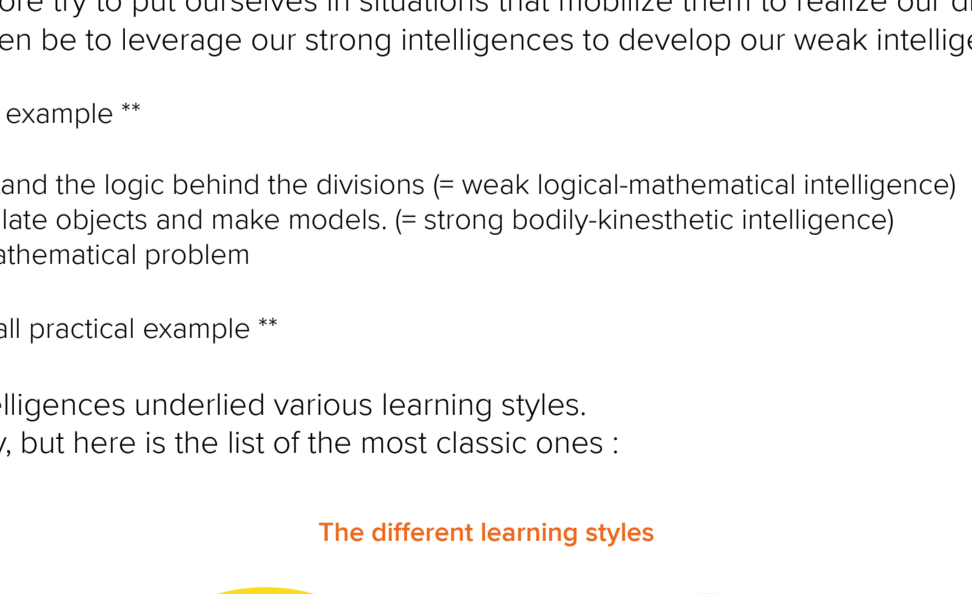 ore try to put ourselves in situations that mobilize them to realize our
en be to leverage our strong intelligences to develop our weak
example **
and the logic behind the divisions (= weak logical-mathematical intelligence)
late objects and make models. (= strong bodily-kinesthetic intelligence)
athematical problem
all practical example **
elligences underlied various learning styles.
y, but here is the list of the most classic ones :
The different learning styles